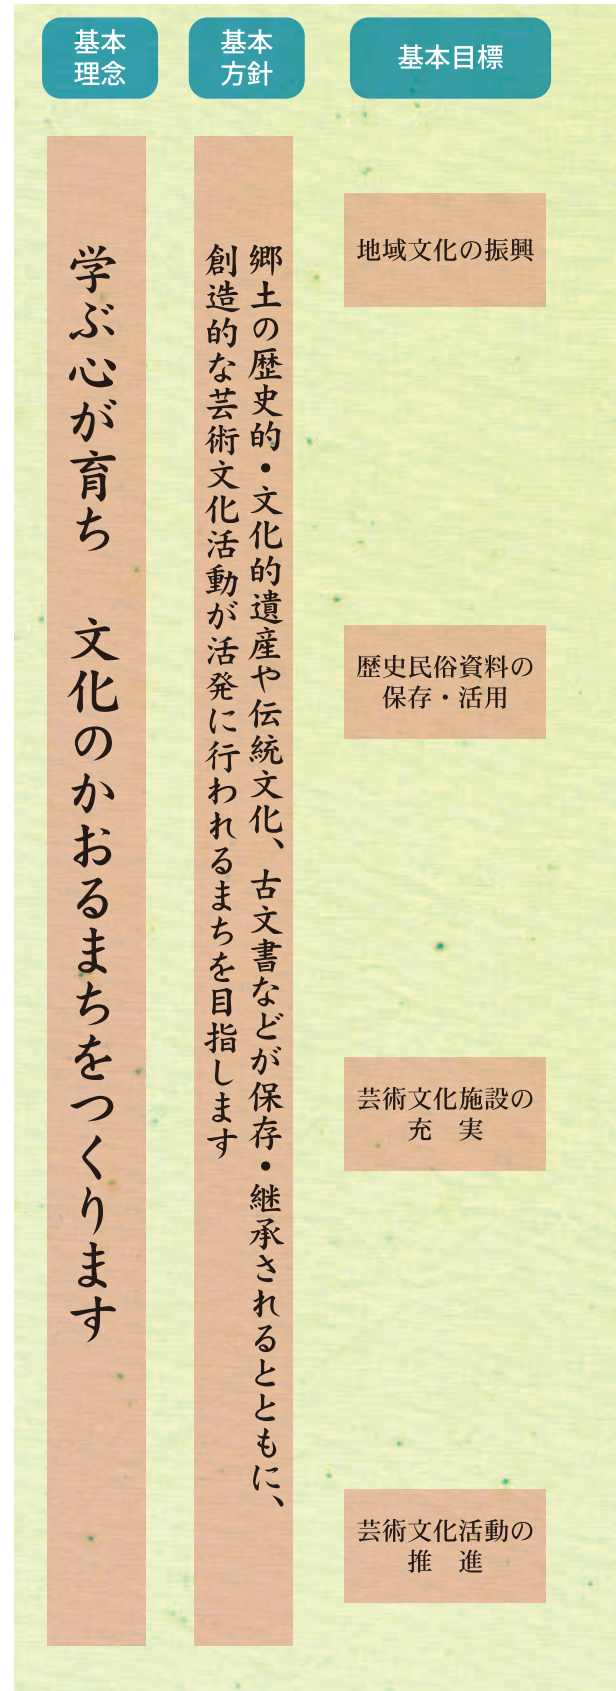 基本
理念
基本
方針
基本目標
学ぶ心が育ち　文化のかおるまちをつくります
郷土の歴史的・文化的遺産や伝統文化、古文書などが保存・継承されるとともに、
創造的な芸術文化活動が活発に行われるまちを目指します
地域文化の振興
歴史民俗資料の
保存・活用
芸術文化施設の
充　実
芸術文化活動の
推　進